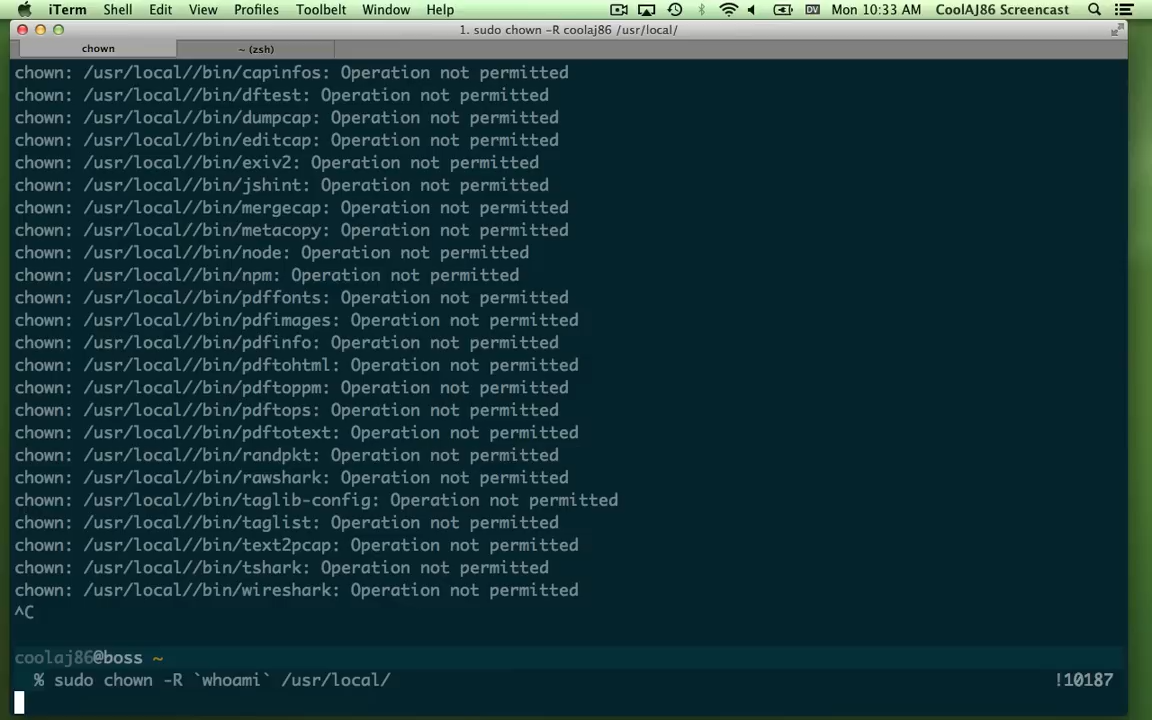 iTerm Shell Edit View Profiles Toolbelt Window Help DV Mon 10:33 AM CoolAJ86 Screencast
1. sudo chown -R coolaj86 /usr/local/
chown ~ (zsh)
chown: /usr/local//bin/capinfos: Operation not permitted
chown: /usr/local//bin/dftest: Operation not permitted
chown: /usr/local//bin/dumpcap: Operation not permitted
chown: /usr/local//bin/editcap: Operation not permitted
chown: /usr/local//bin/exiv2: Operation not permitted
chown: /usr/local//bin/jshint: Operation not permitted
chown: /usr/local//bin/mergecap: Operation not permitted
chown: /usr/local//bin/metacopy: Operation not permitted
chown: /usr/local//bin/node: Operation not permitted
chown: /usr/local//bin/npm: Operation not permitted
chown: /usr/local//bin/pdffonts: Operation not permitted
chown: /usr/local//bin/pdfimages: Operation not permitted
chown: /usr/local//bin/pdfinfo: Operation not permitted
chown: /usr/local//bin/pdftohtml: Operation not permitted
chown: /usr/local//bin/pdftoppm: Operation not permitted
chown: /usr/local//bin/pdftops: Operation not permitted
chown: /usr/local//bin/pdftotext: Operation not permitted
chown: /usr/local//bin/randpkt: Operation not permitted
chown: /usr/local//bin/rawshark: Operation not permitted
chown: /usr/local//bin/taglib-config: Operation not permitted
chown: /usr/local//bin/taglist: Operation not permitted
chown: /usr/local//bin/text2pcap: Operation not permitted
chown: /usr/local//bin/tshark: Operation not permitted
chown: /usr/local//bin/wireshark: Operation not permitted
^C
coolaj86@boss ~
% sudo chown -R `whoami` /usr/local/ !10187